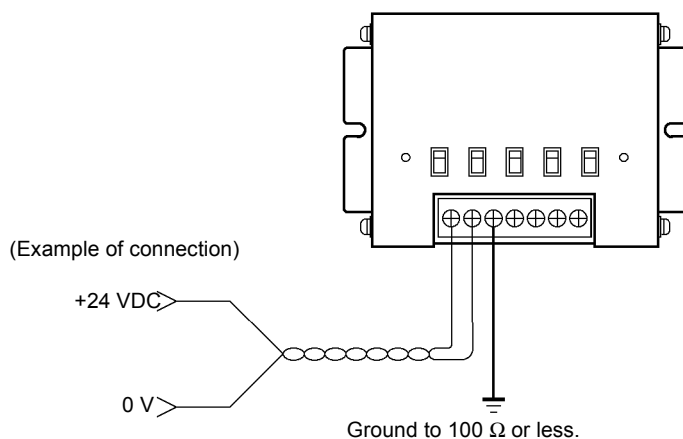 (Example of connection)
+24 VDC
0 V
Ground to 100 Ω or less.